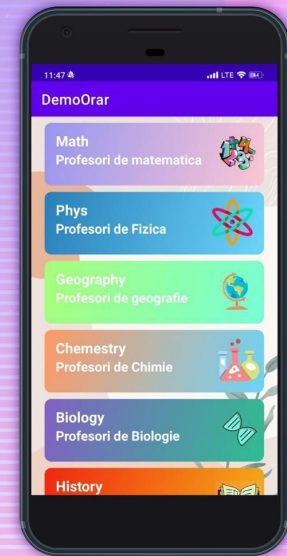 11:47
LTE
DemoOrar
Math
Profesori de matematica
Phys
Profesori de Fizica
Geography
Profesori de geografie
Chemestry
Profesori de Chimie
Biology
Profesori de Biologie
History